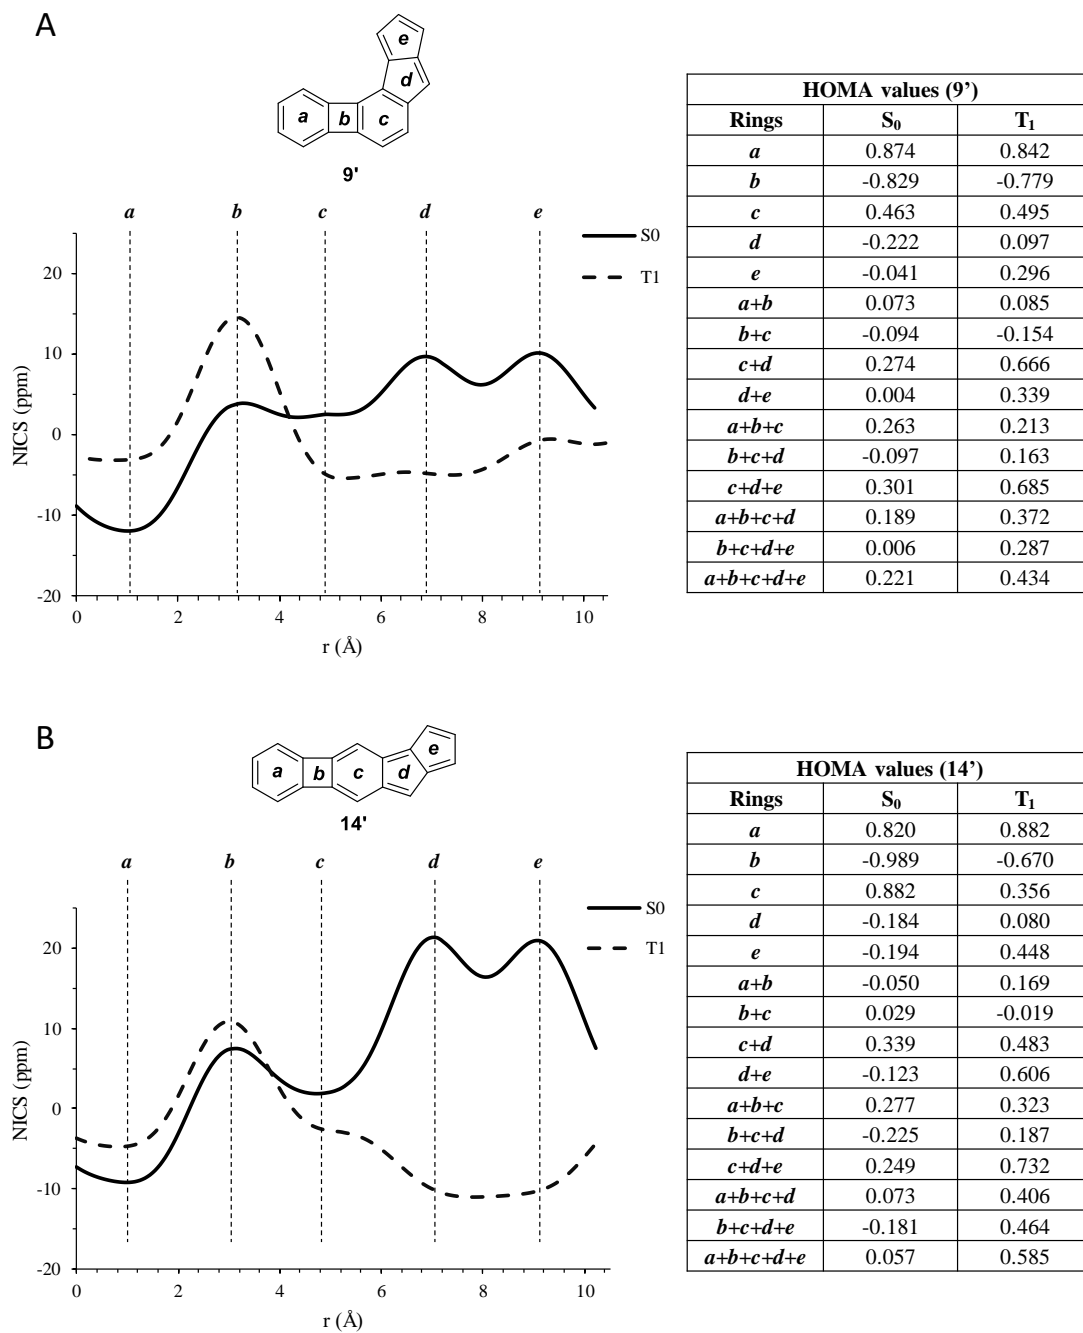 A
e
d
a b c
9'
a b c d e
S0
T1
20
10
0
-10
-20
NICS (ppm)
0 2 4 6 8 10
r (Å)
HOMA values (9’)
Rings S0 T1
a 0.874 0.842
b -0.829 -0.779
c 0.463 0.495
d -0.222 0.097
e -0.041 0.296
a+b 0.073 0.085
b+c -0.094 -0.154
c+d 0.274 0.666
d+e 0.004 0.339
a+b+c 0.263 0.213
b+c+d -0.097 0.163
c+d+e 0.301 0.685
a+b+c+d 0.189 0.372
b+c+d+e 0.006 0.287
a+b+c+d+e 0.221 0.434
B
e
a b c d
14'
a b c d e
S0
T1
20
10
0
-10
-20
NICS (ppm)
0 2 4 6 8 10
r (Å)
HOMA values (14’)
Rings S0 T1
a 0.820 0.882
b -0.989 -0.670
c 0.882 0.356
d -0.184 0.080
e -0.194 0.448
a+b -0.050 0.169
b+c 0.029 -0.019
c+d 0.339 0.483
d+e -0.123 0.606
a+b+c 0.277 0.323
b+c+d -0.225 0.187
c+d+e 0.249 0.732
a+b+c+d 0.073 0.406
b+c+d+e -0.181 0.464
a+b+c+d+e 0.057 0.585